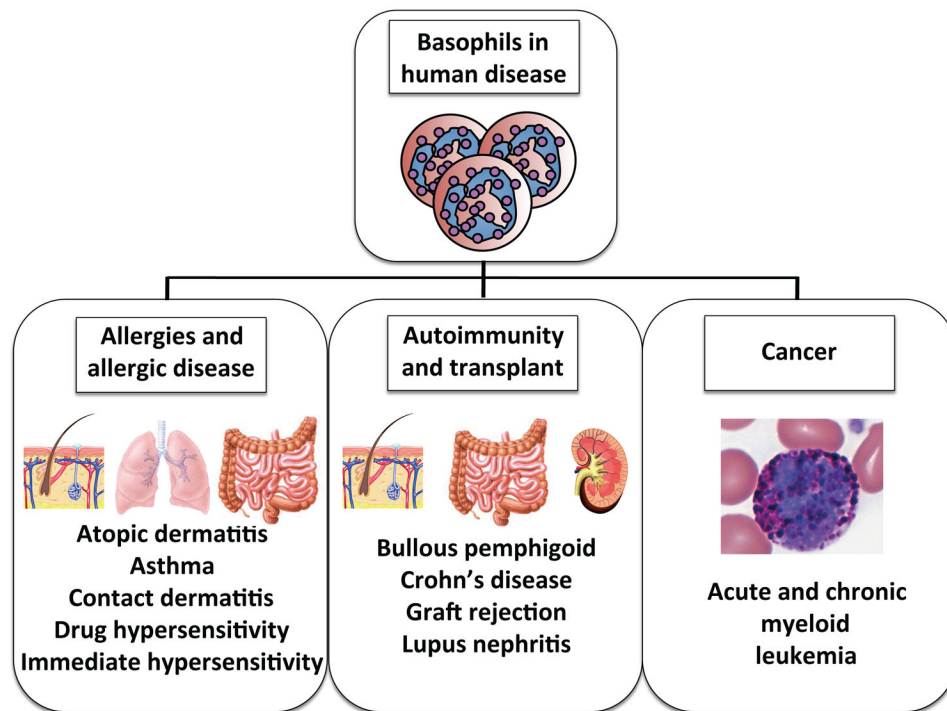 Basophils in
human disease
Allergies and
allergic disease
Atopic dermatitis
Asthma
Contact dermatitis
Drug hypersensitivity
Immediate hypersensitivity
Autoimmunity
and transplant
Bullous pemphigoid
Crohn’s disease
Graft rejection
Lupus nephritis
Cancer
Acute and chronic
myeloid
leukemia